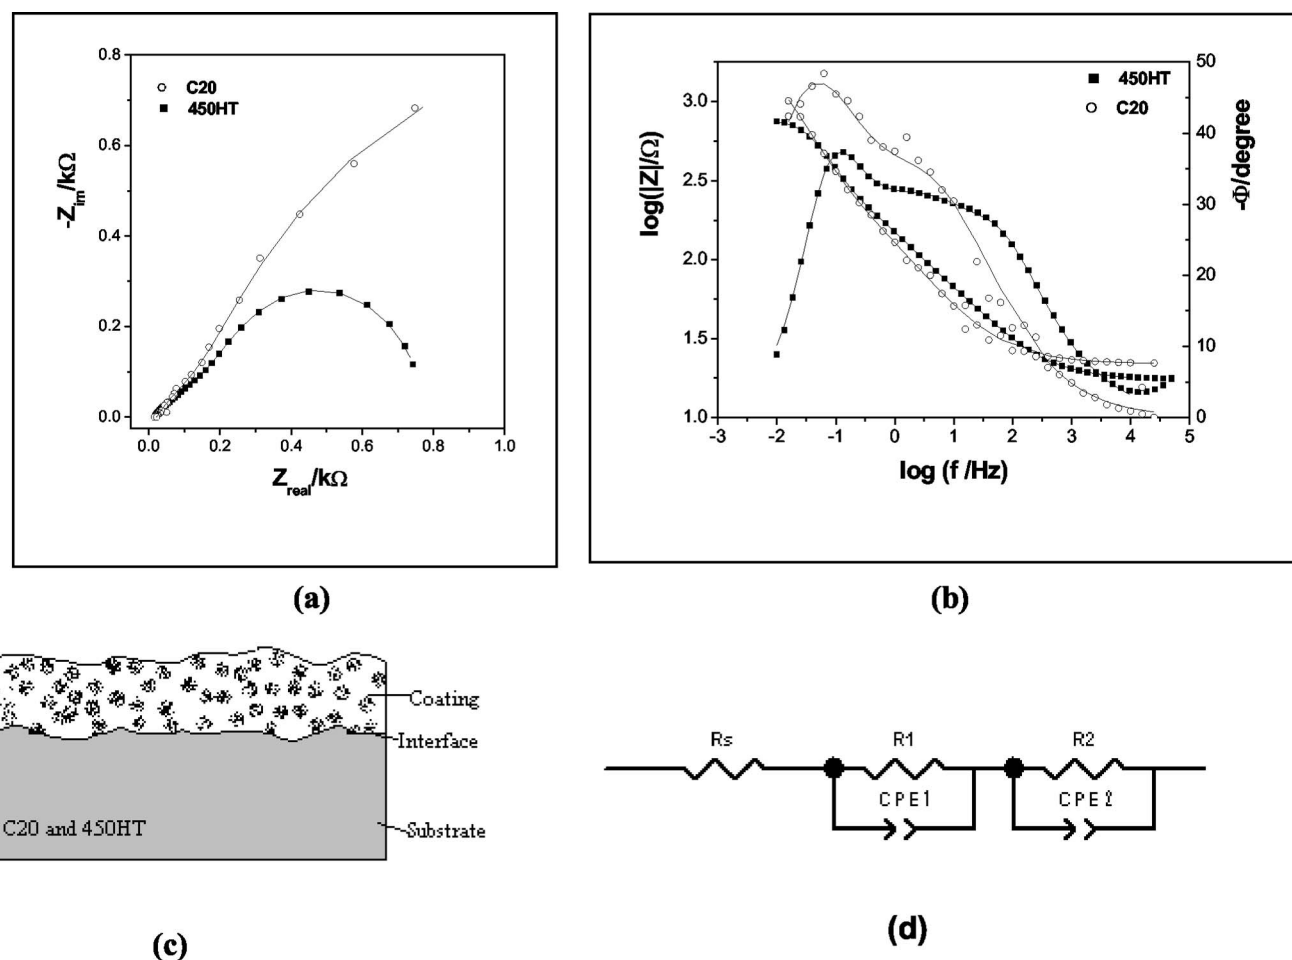 0.8
0.6
0.4
0.2
0.0
-Zim/kΩ
C20
450HT
0.0 0.2 0.4 0.6 0.8 1.0
Zreal/kΩ
(a)
3.0
2.5
2.0
1.5
1.0
log(|Z|/Ω)
450HT
C20
50
40
30
20
10
0
-Φ/degree
-3 -2 -1 0 1 2 3 4 5
log (f /Hz)
(b)
Coating
Interface
C20 and 450HT
Substrate
(c)
Rs R1 R2
CPE1 CPE2
(d)